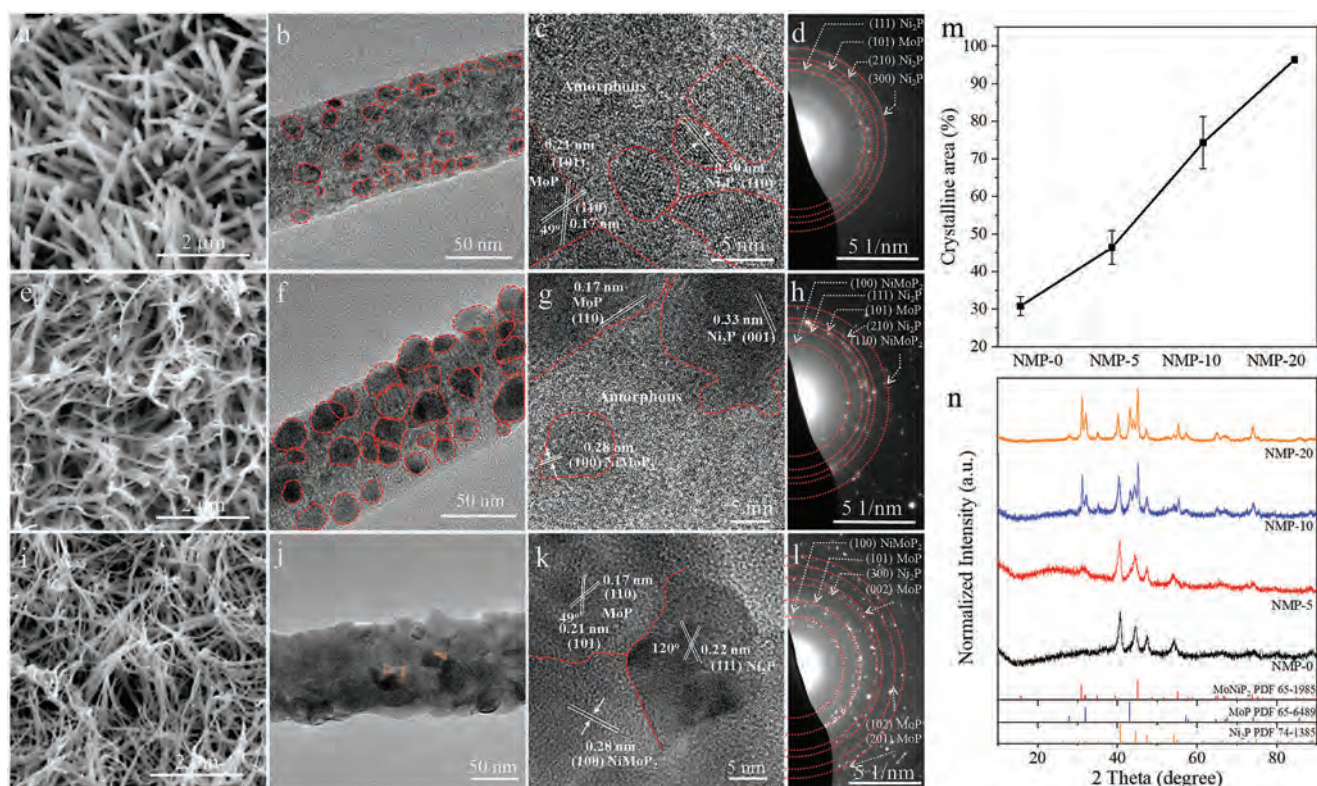 a
2 µm
b
50 nm
c
Amorphous
0.21 nm
(101)
MoP
(110)
49°
0.17 nm
0.30 nm
Ni₂P (110)
5 nm
d
(111) Ni₂P
(101) MoP
(210) Ni₂P
(300) Ni₂P
5 1/nm
e
2 µm
f
50 nm
g
0.17 nm
MoP
(110)
0.33 nm
Ni₂P (001)
Amorphous
0.28 nm
(100) NiMoP₂
5 nm
h
(100) NiMoP₂
(111) Ni₂P
(101) MoP
(210) Ni₂P
(110) NiMoP₂
5 1/nm
i
2 µm
j
50 nm
k
0.17 nm
(110)
49°
MoP
0.21 nm
(101)
120°
0.22 nm
(111) Ni₂P
0.28 nm
(100) NiMoP₂
5 nm
l
(100) NiMoP₂
(101) MoP
(300) Ni₂P
(002) MoP
(102) MoP
(201) MoP
5 1/nm
m
Crystalline area (%)
100
90
80
70
60
50
40
30
20
NMP-0 NMP-5 NMP-10 NMP-20
n
Normalized Intensity (a.u.)
NMP-20
NMP-10
NMP-5
NMP-0
MoNiP₂ PDF 65-1985
MoP PDF 65-6489
Ni₂P PDF 74-1385
20 40 60 80
2 Theta (degree)